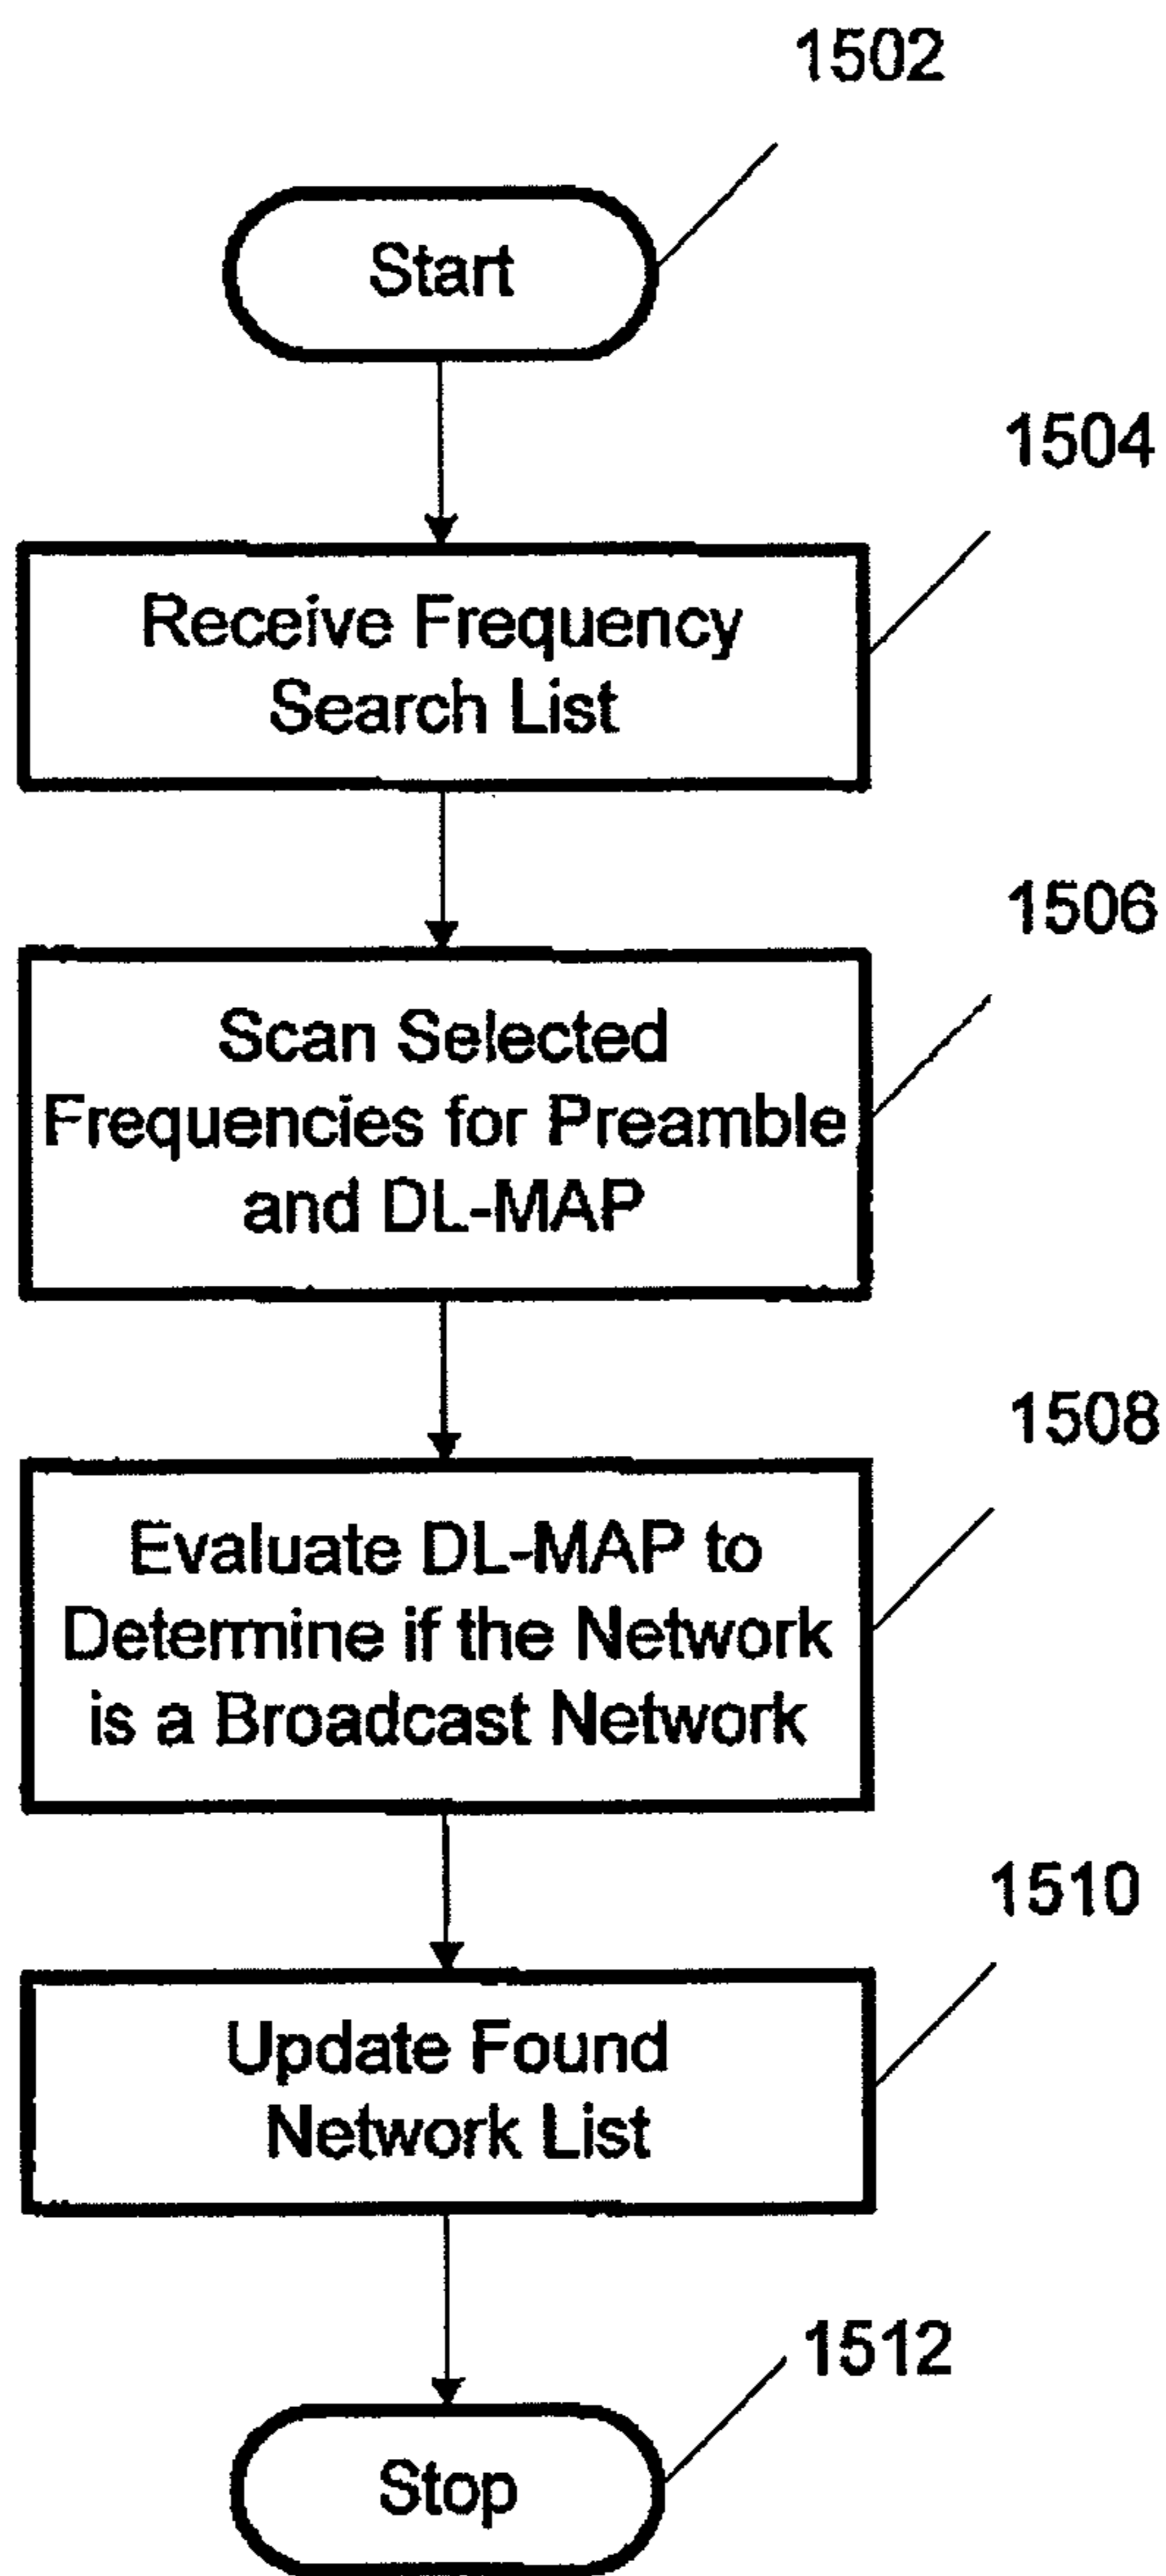 1502
Start
1504
Receive Frequency
Search List
1506
Scan Selected
Frequencies for Preamble
and DL-MAP
1508
Evaluate DL-MAP to
Determine if the Network
is a Broadcast Network
1510
Update Found
Network List
1512
Stop